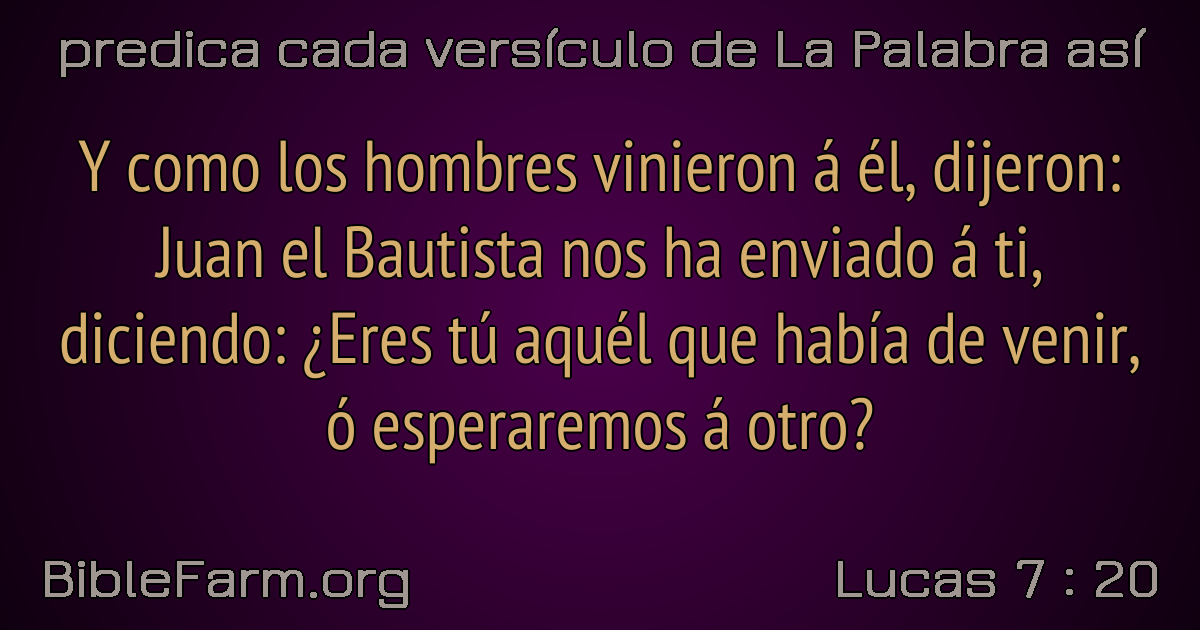 predica cada versículo de La Palabra así
Y como los hombres vinieron á él, dijeron:
Juan el Bautista nos ha enviado á ti,
diciendo: ¿Eres tú aquél que había de venir,
ó esperaremos á otro?
BibleFarm.org
Lucas 7 : 20